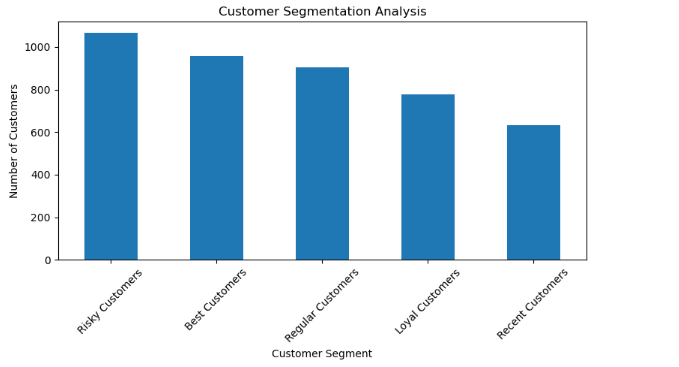 Customer Segmentation Analysis
Number of Customers
1000
800
600
400
200
0
Risky Customers
Best Customers
Regular Customers
Loyal Customers
Recent Customers
Customer Segment